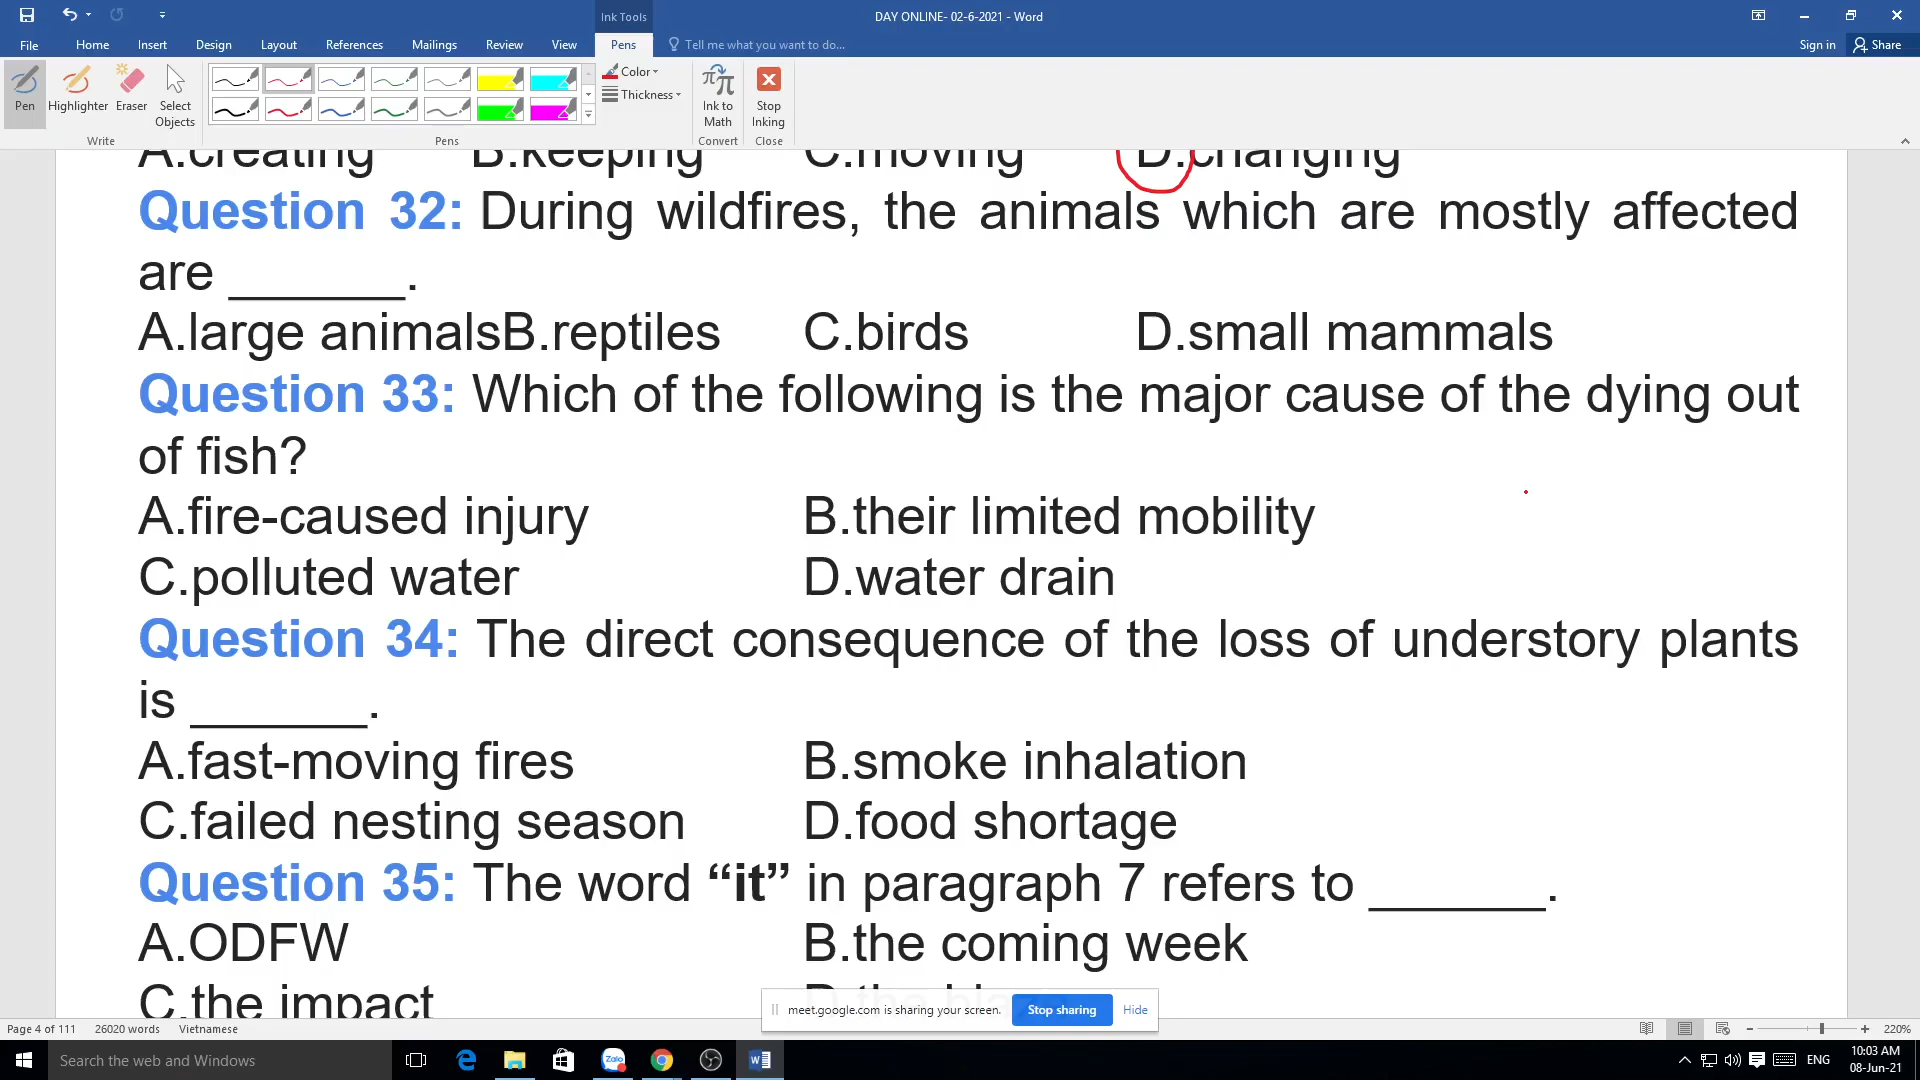 Ink Tools
DAY ONLINE- 02-6-2021 - Word
File Home Insert Design Layout References Mailings Review View Pens Tell me what you want to do... Sign in Share
Pen Highlighter Eraser Select Objects Color Thickness Ink to Math Stop Inking
Write Pens Convert Close
A.creating B.keeping C.moving D.changing
Question 32: During wildfires, the animals which are mostly affected
are ______.
A.large animalsB.reptiles C.birds D.small mammals
Question 33: Which of the following is the major cause of the dying out
of fish?
A.fire-caused injury B.their limited mobility
C.polluted water D.water drain
Question 34: The direct consequence of the loss of understory plants
is ______.
A.fast-moving fires B.smoke inhalation
C.failed nesting season D.food shortage
Question 35: The word “it” in paragraph 7 refers to ______.
A.ODFW B.the coming week
C.the impact
meet.google.com is sharing your screen. Stop sharing Hide
Page 4 of 111 26020 words Vietnamese 220%
Search the web and Windows Zalo ENG 10:03 AM
08-Jun-21